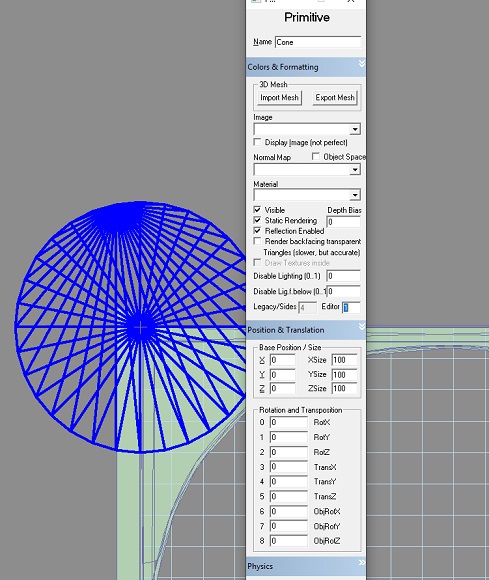 Primitive
Name Cone
Colors & Formatting
3D Mesh
Import Mesh Export Mesh
Image
Display Image (not perfect)
Normal Map Object Space
Material
Visible Depth Bias
Static Rendering 0
Reflection Enabled
Render backfacing transparent
Triangles (slower, but accurate)
Draw Textures inside
Disable Lighting (0..1) 0
Disable Lig.f.below (0..1 0
Legacy/Sides 4 Editor 1
Position & Translation
Base Position / Size
X 0 XSize 100
Y 0 YSize 100
Z 0 ZSize 100
Rotation and Transposition
0 0 RotX
1 0 RotY
2 0 RotZ
3 0 TransX
4 0 TransY
5 0 TransZ
6 0 ObjRotX
7 0 ObjRotY
8 0 ObjRotZ
Physics